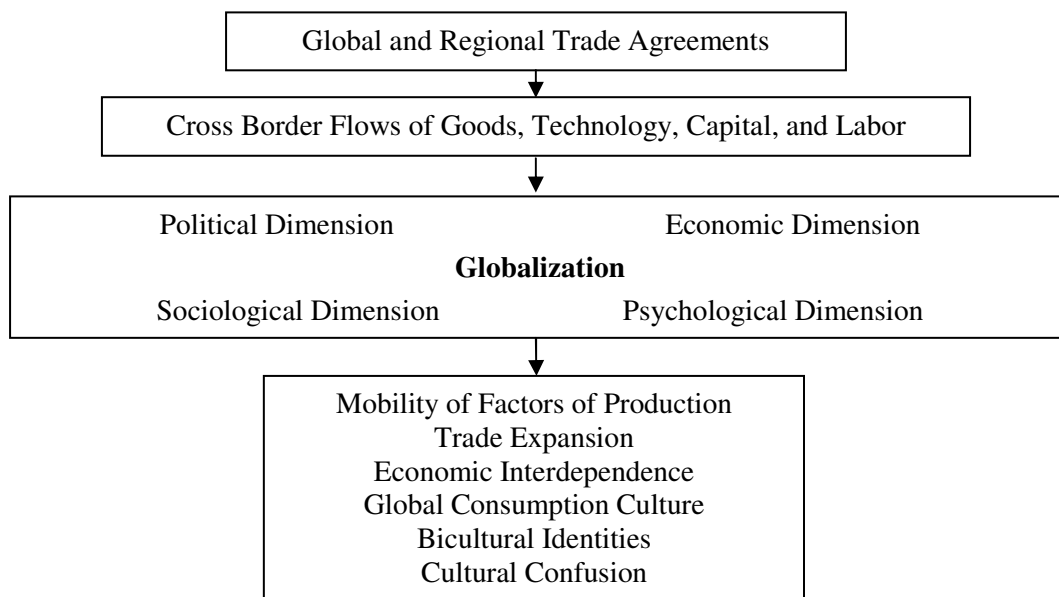 Global and Regional Trade Agreements
Cross Border Flows of Goods, Technology, Capital, and Labor
Political Dimension Economic Dimension
Globalization
Sociological Dimension Psychological Dimension
Mobility of Factors of Production
Trade Expansion
Economic Interdependence
Global Consumption Culture
Bicultural Identities
Cultural Confusion